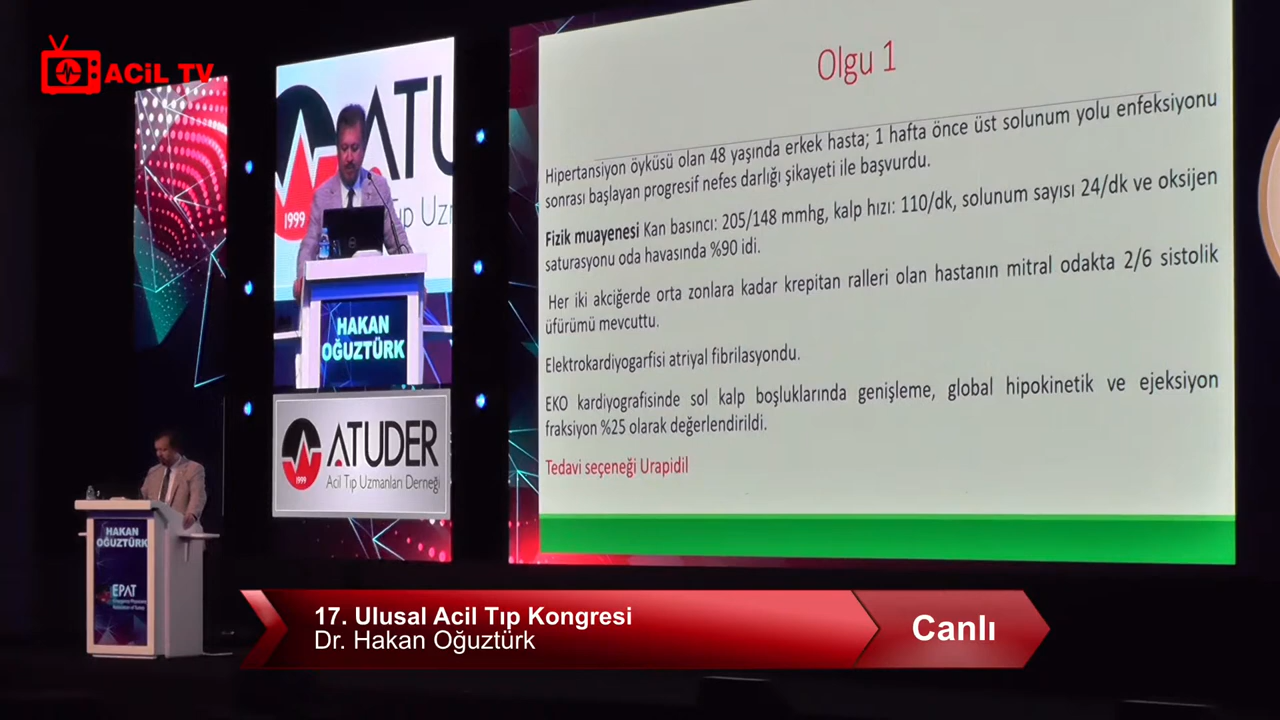 ACiL TV
ATU
1999
Tıp Uzm
HAKAN
OĞUZTÜRK
ATUDER
1999
Acil Tıp Uzmanları Derneği
HAKAN
OĞUZTÜRK
EPAT
Olgu 1
Hipertansiyon öyküsü olan 48 yaşında erkek hasta; 1 hafta önce üst solunum yolu enfeksiyonu
sonrası başlayan progresif nefes darlığı şikayeti ile başvurdu.
Fizik muayenesi Kan basıncı: 205/148 mmhg, kalp hızı: 110/dk, solunum sayısı 24/dk ve oksijen
saturasyonu oda havasında %90 idi.
Her iki akciğerde orta zonlara kadar krepitan ralleri olan hastanın mitral odakta 2/6 sistolik
üfürümü mevcuttu.
Elektrokardiyogarfisi atriyal fibrilasyondu.
EKO kardiyografisinde sol kalp boşluklarında genişleme, global hipokinetik ve ejeksiyon
fraksiyon %25 olarak değerlendirildi.
Tedavi seçeneği Urapidil
17. Ulusal Acil Tıp Kongresi
Dr. Hakan Oğuztürk
Canlı